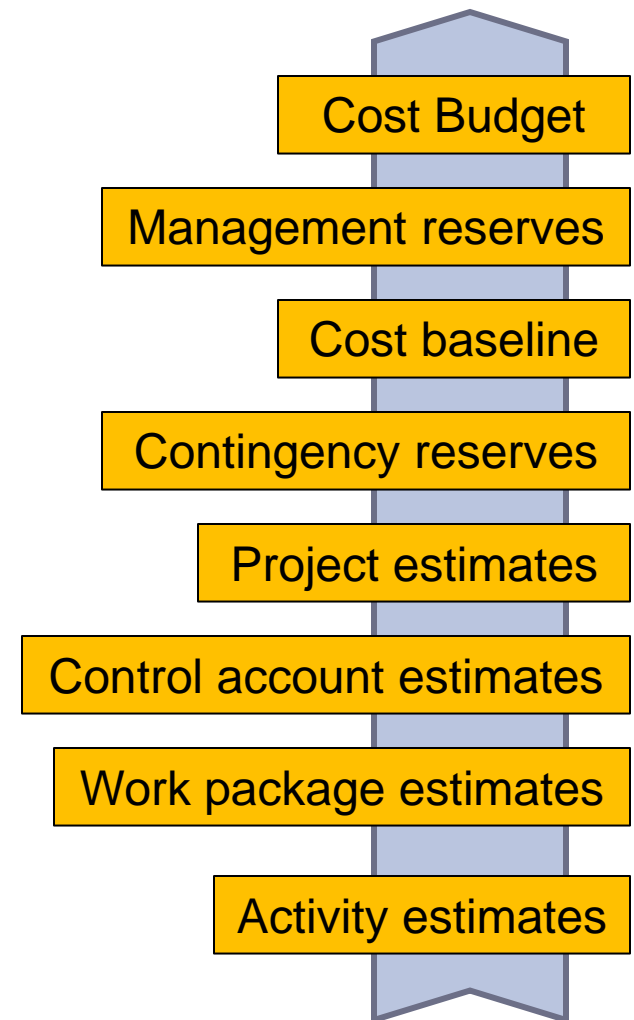 Cost Budget
Management reserves
Cost baseline
Contingency reserves
Project estimates
Control account estimates
Work package estimates
Activity estimates